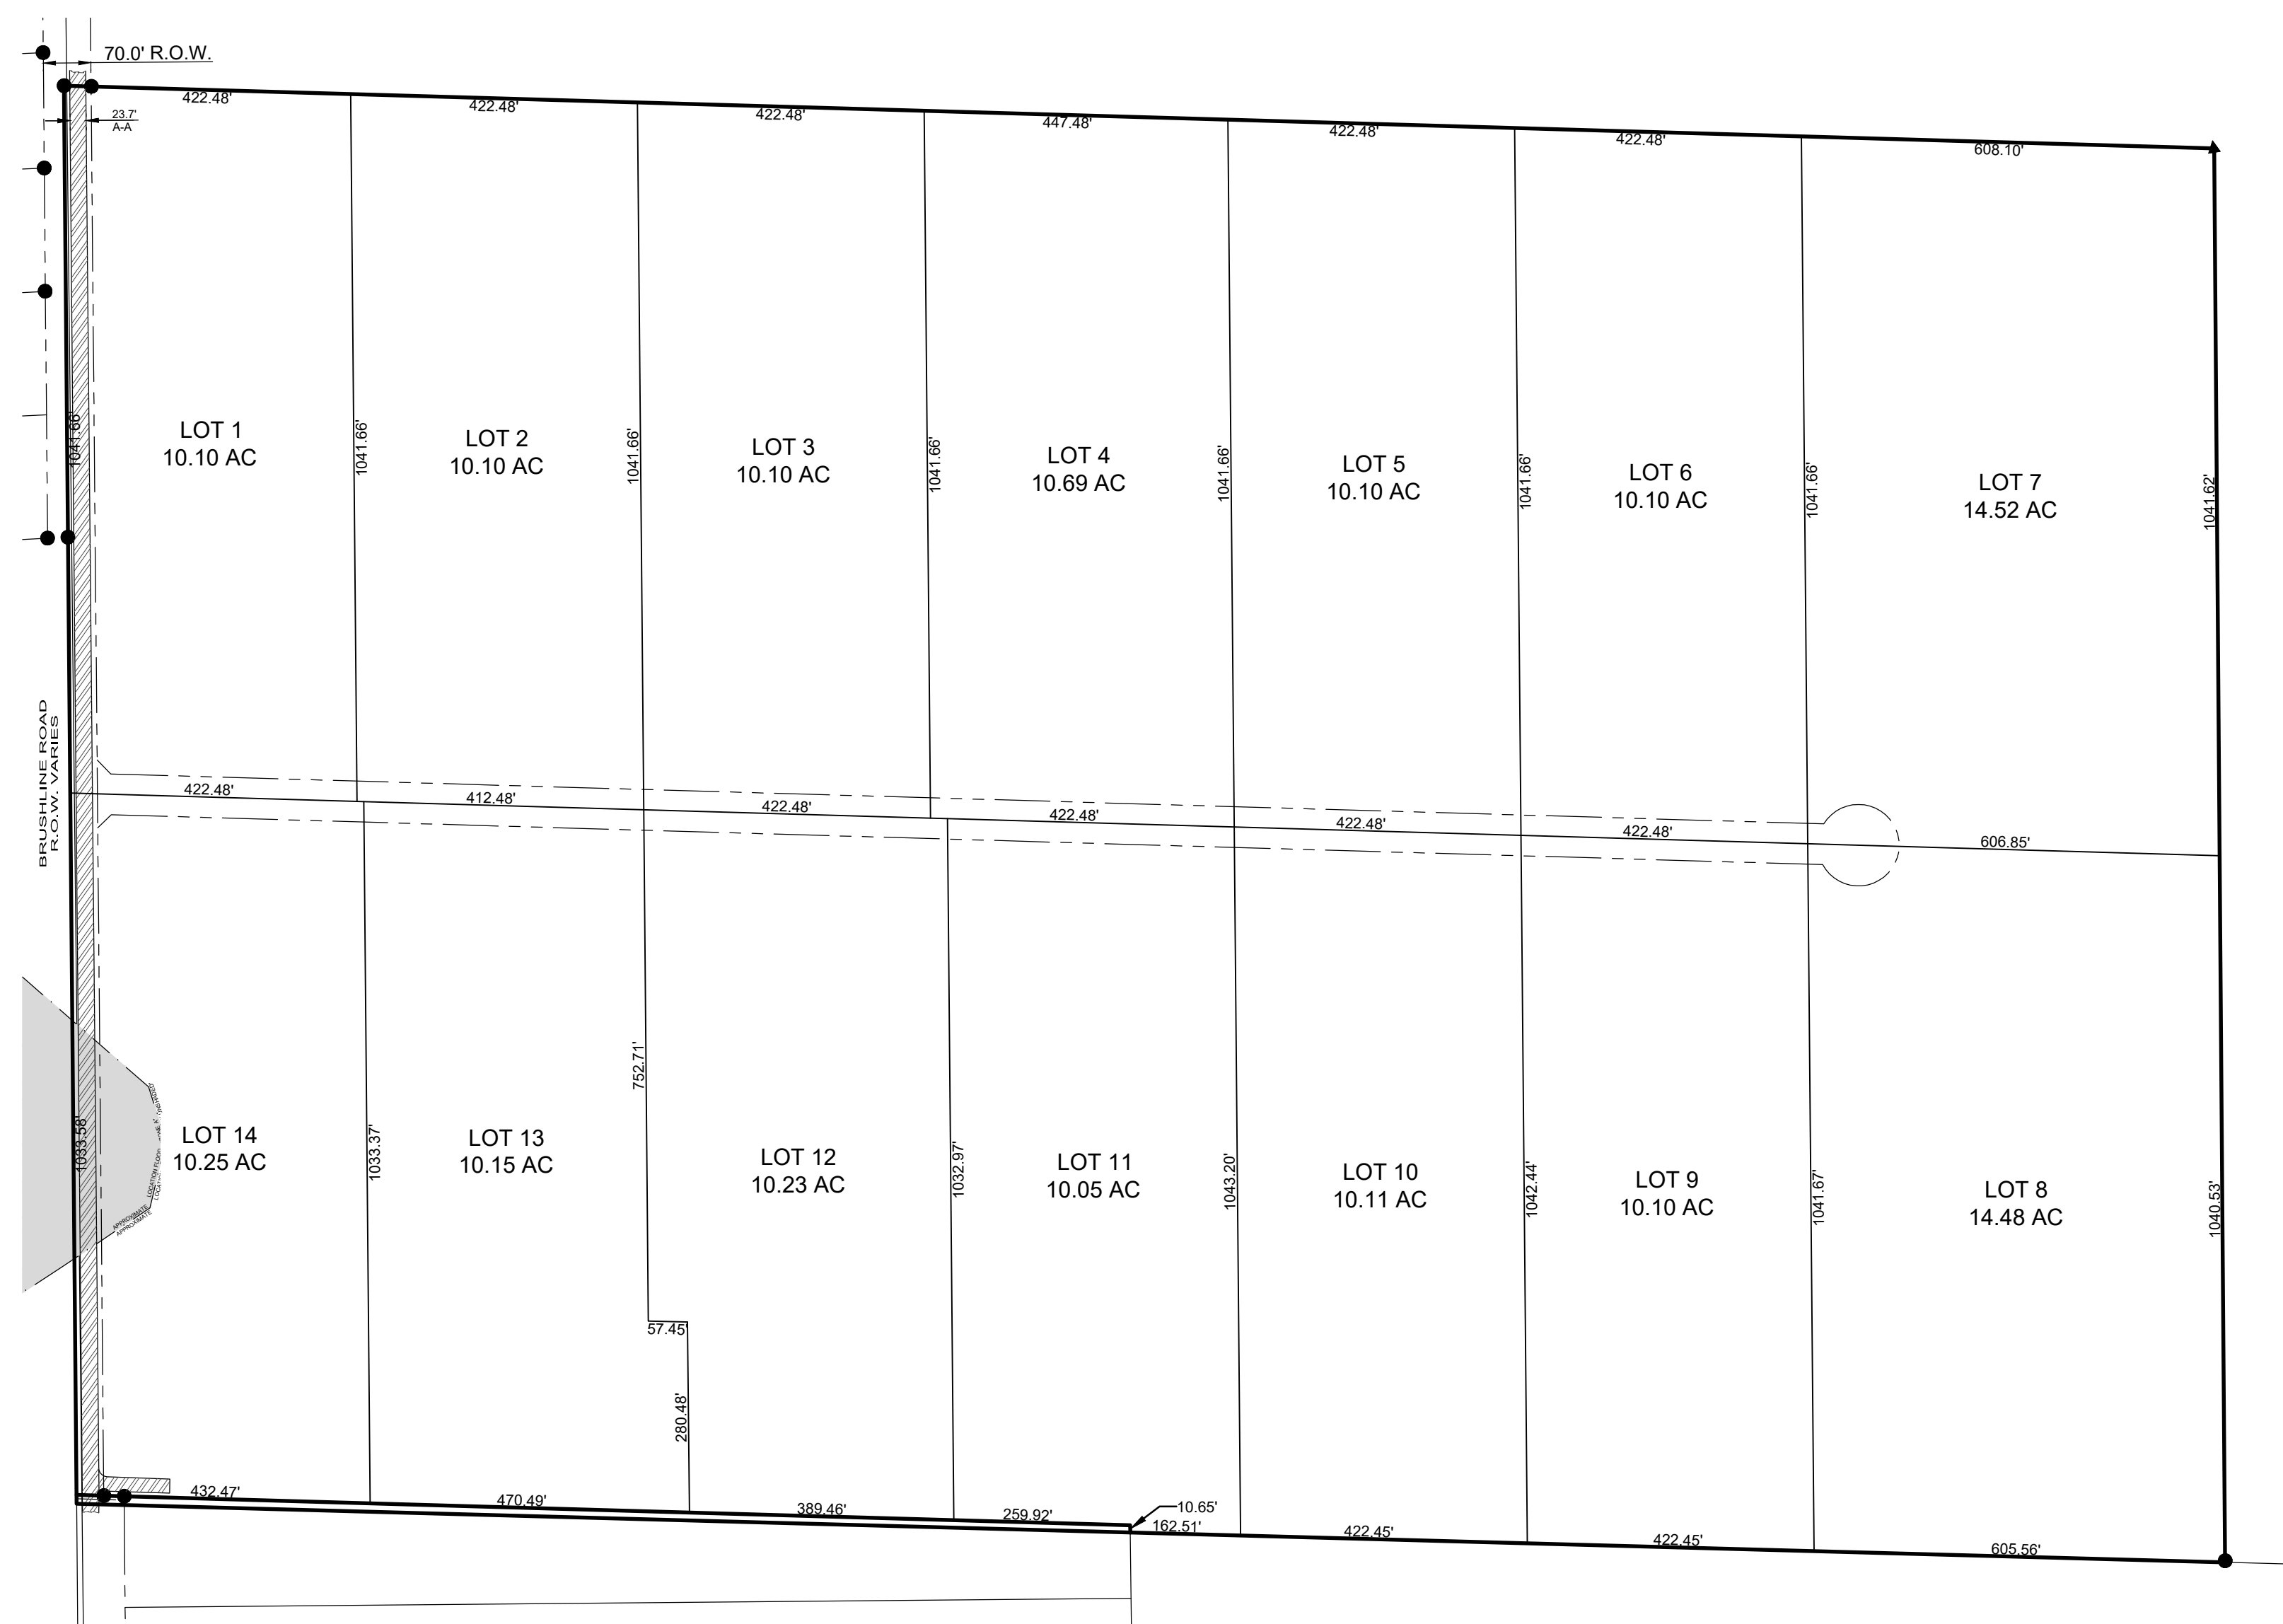 70.0' R.O.W.
23.7'
A-A
422.48'
422.48'
422.48'
447.48'
422.48'
422.48'
608.10'
1041.66'
LOT 1
10.10 AC
1041.66'
LOT 2
10.10 AC
1041.66'
LOT 3
10.10 AC
1041.66'
LOT 4
10.69 AC
1041.66'
LOT 5
10.10 AC
1041.66'
LOT 6
10.10 AC
1041.66'
LOT 7
14.52 AC
1041.62'
BRUSHLINE ROAD
R.O.W. VARIES
422.48'
412.48'
422.48'
422.48'
422.48'
422.48'
606.85'
1033.58'
LOT 14
10.25 AC
APPROXIMATE
APPROXIMATE
LOCATION FLOOD
1033.37'
LOT 13
10.15 AC
752.71'
57.45'
280.48'
LOT 12
10.23 AC
1032.97'
LOT 11
10.05 AC
1043.20'
LOT 10
10.11 AC
1042.44'
LOT 9
10.10 AC
1041.67'
LOT 8
14.48 AC
1040.53'
432.47'
470.49'
389.46'
259.92'
10.65'
162.51'
422.45'
422.45'
605.56'